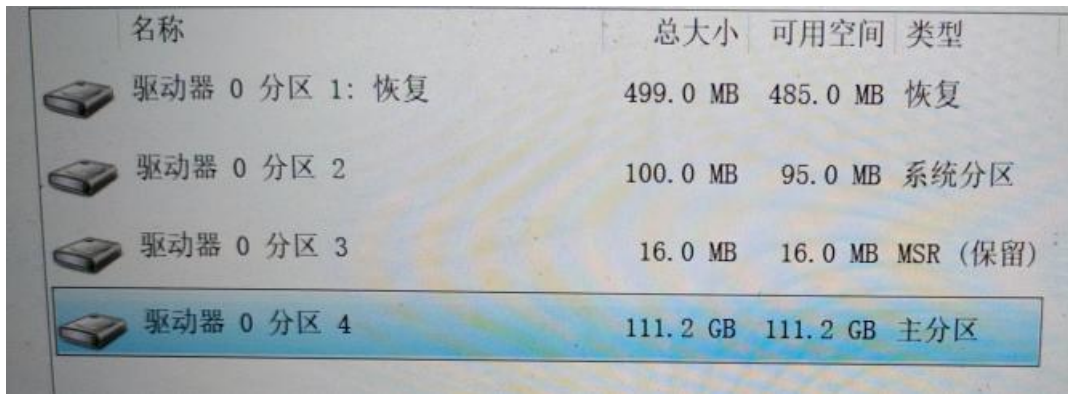 名称 总大小 可用空间 类型
驱动器 0 分区 1: 恢复 499.0 MB 485.0 MB 恢复
驱动器 0 分区 2 100.0 MB 95.0 MB 系统分区
驱动器 0 分区 3 16.0 MB 16.0 MB MSR (保留)
驱动器 0 分区 4 111.2 GB 111.2 GB 主分区